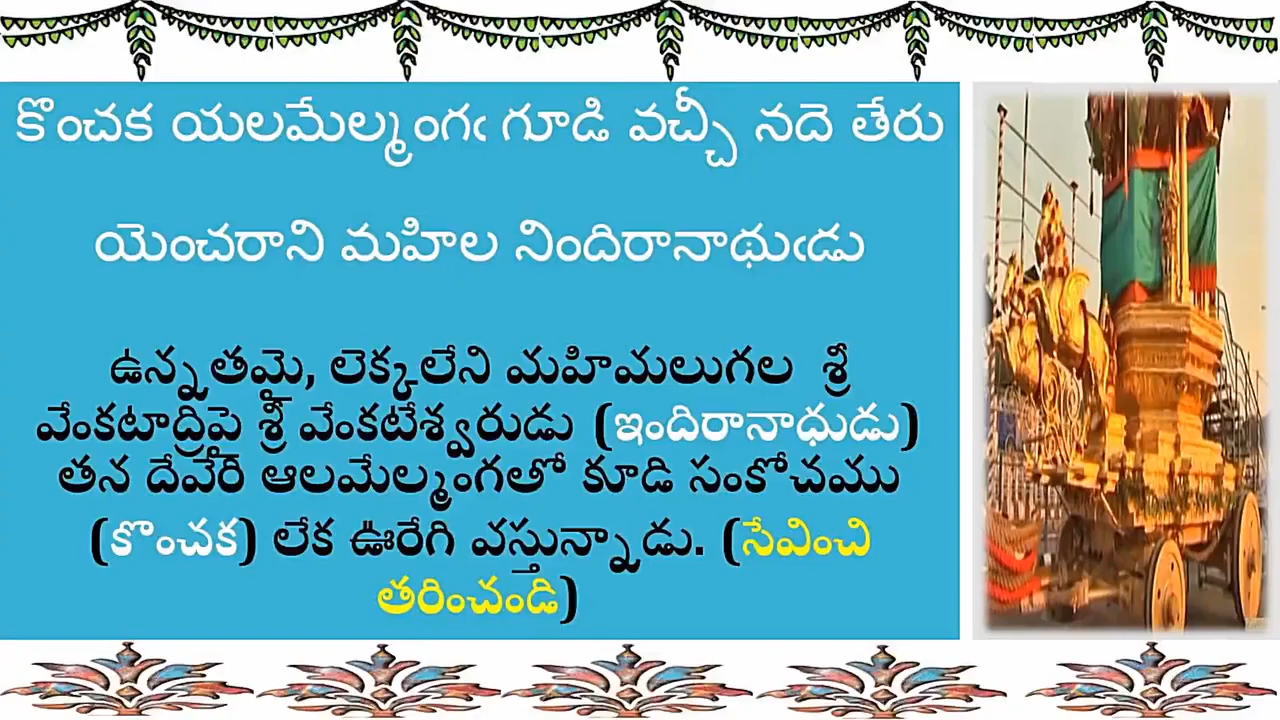 కొంచక యలమేల్మంగఁ గూడి వచ్చీ నదె తేరు
యెంచరాని మహిల నిందిరానాథుఁడు
ఉన్నతమై, లెక్కలేని మహిమలుగల శ్రీ
వేంకటాద్రిపై శ్రీ వేంకటేశ్వరుడు (ఇందిరానాధుడు)
తన దేవేరి ఆలమేల్మంగతో కూడి సంకోచము
(కొంచక) లేక ఊరేగి వస్తున్నాడు. (సేవించి
తరించండి)